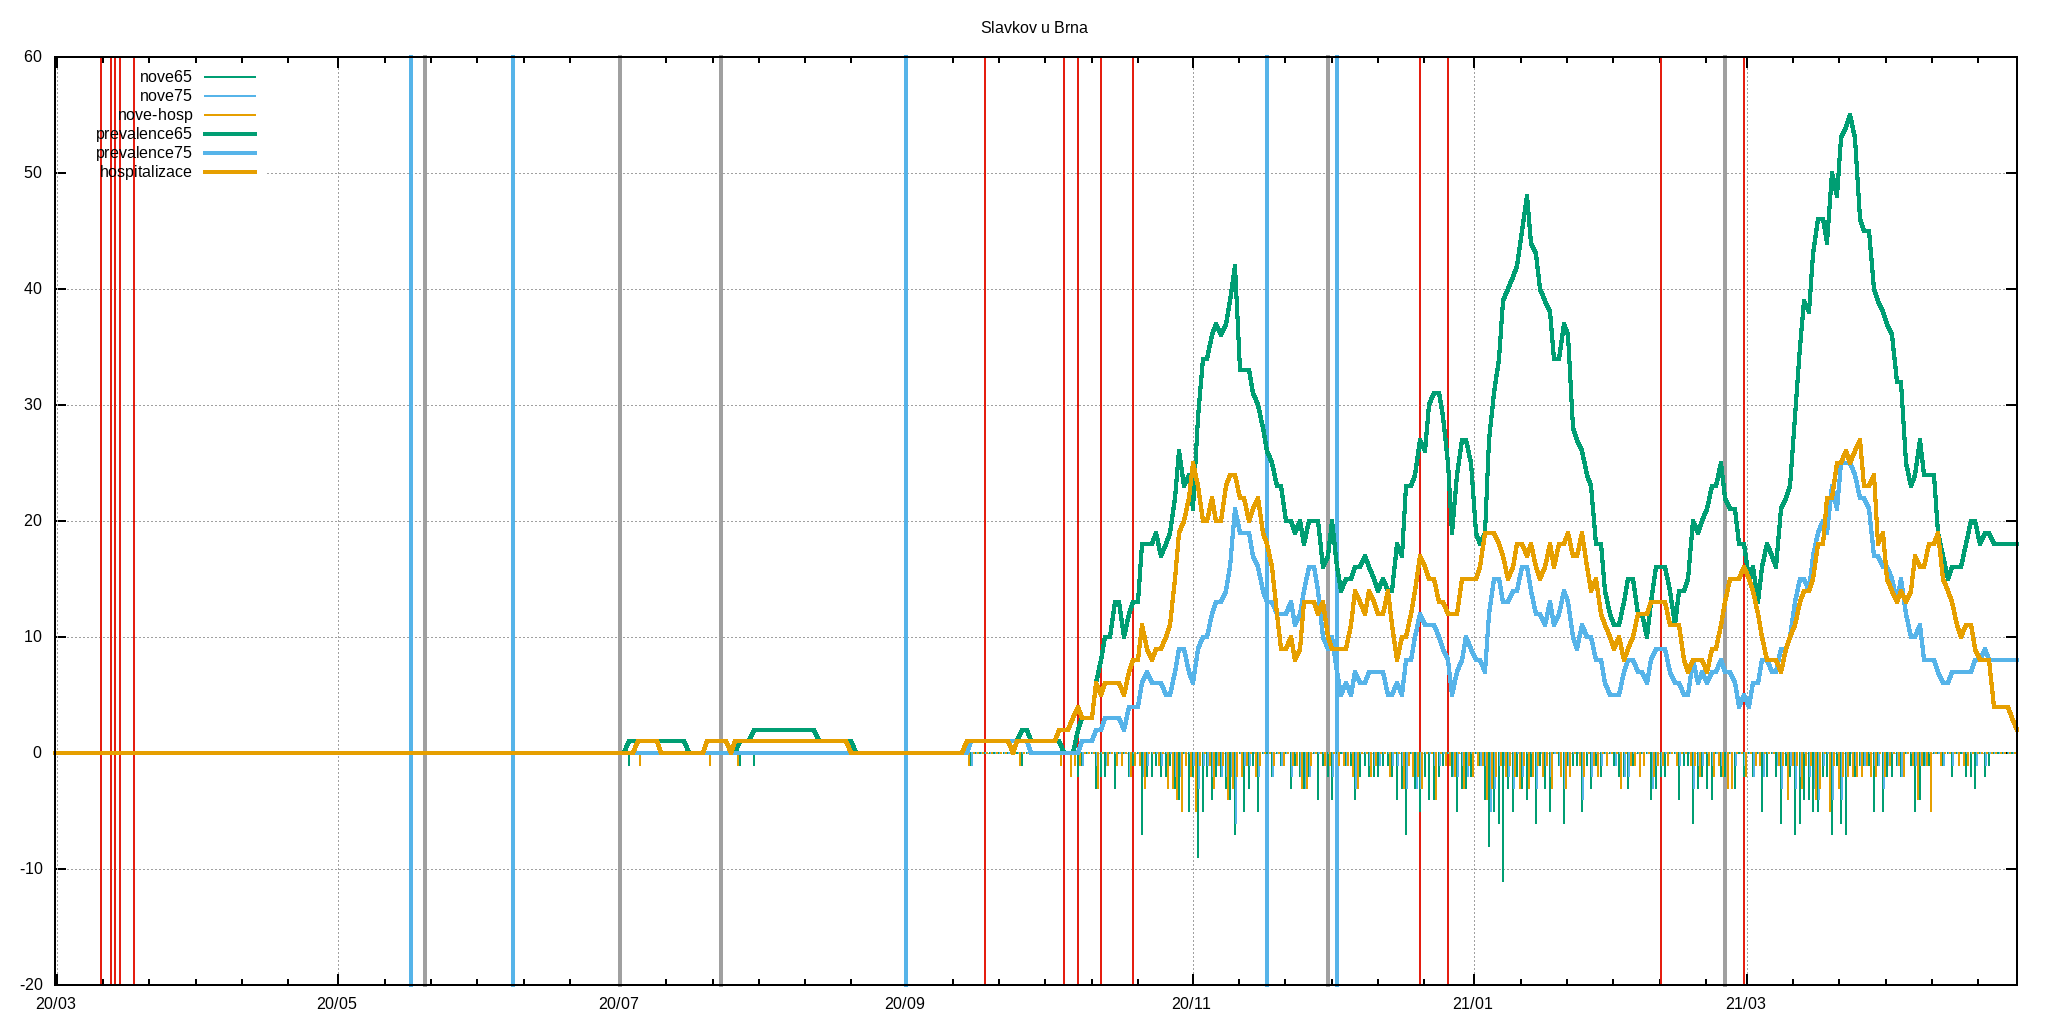 Slavkov u Brna
60
50
40
30
20
10
0
-10
-20
nove65
nove75
nove-hosp
prevalence65
prevalence75
hospitalizace
20/03 20/05 20/07 20/09 20/11 21/01 21/03